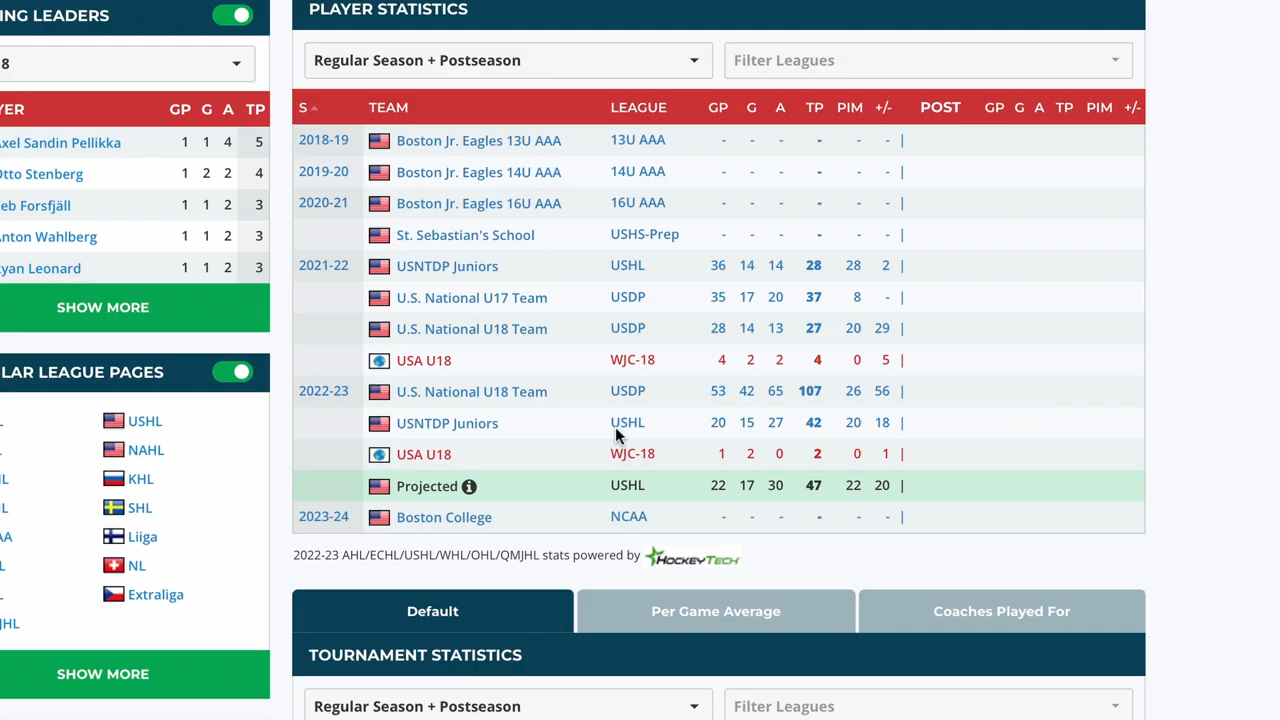 NG LEADERS
8
YER GP G A TP
Axel Sandin Pellikka 1 1 4 5
Otto Stenberg 1 2 2 4
eb Forsfjäll 1 1 2 3
Anton Wahlberg 1 1 2 3
yan Leonard 1 1 2 3
SHOW MORE
LAR LEAGUE PAGES
USHL
NAHL
KHL
SHL
Liiga
NL
Extraliga
SHOW MORE
PLAYER STATISTICS
Regular Season + Postseason Filter Leagues
S TEAM LEAGUE GP G A TP PIM +/- POST GP G A TP PIM +/-
2018-19 Boston Jr. Eagles 13U AAA 13U AAA - - - - - - |
2019-20 Boston Jr. Eagles 14U AAA 14U AAA - - - - - - |
2020-21 Boston Jr. Eagles 16U AAA 16U AAA - - - - - - |
St. Sebastian's School USHS-Prep - - - - - - |
2021-22 USNTDP Juniors USHL 36 14 14 28 28 2 |
U.S. National U17 Team USDP 35 17 20 37 8 - |
U.S. National U18 Team USDP 28 14 13 27 20 29 |
USA U18 WJC-18 4 2 2 4 0 5 |
2022-23 U.S. National U18 Team USDP 53 42 65 107 26 56 |
USNTDP Juniors USHL 20 15 27 42 20 18 |
USA U18 WJC-18 1 2 0 2 0 1 |
Projected USHL 22 17 30 47 22 20 |
2023-24 Boston College NCAA - - - - - - |
2022-23 AHL/ECHL/USHL/WHL/OHL/QMJHL stats powered by HOCKEYTECH
Default Per Game Average Coaches Played For
TOURNAMENT STATISTICS
Regular Season + Postseason Filter Leagues